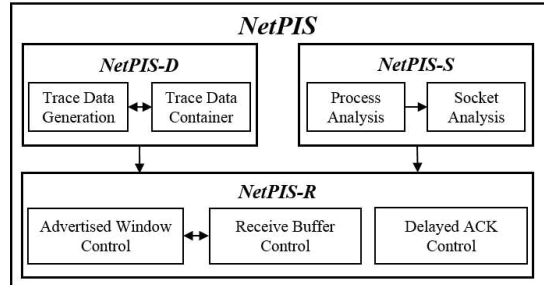 NetPIS
NetPIS-D
Trace Data
Generation
Trace Data
Container
NetPIS-S
Process
Analysis
Socket
Analysis
NetPIS-R
Advertised Window
Control
Receive Buffer
Control
Delayed ACK
Control